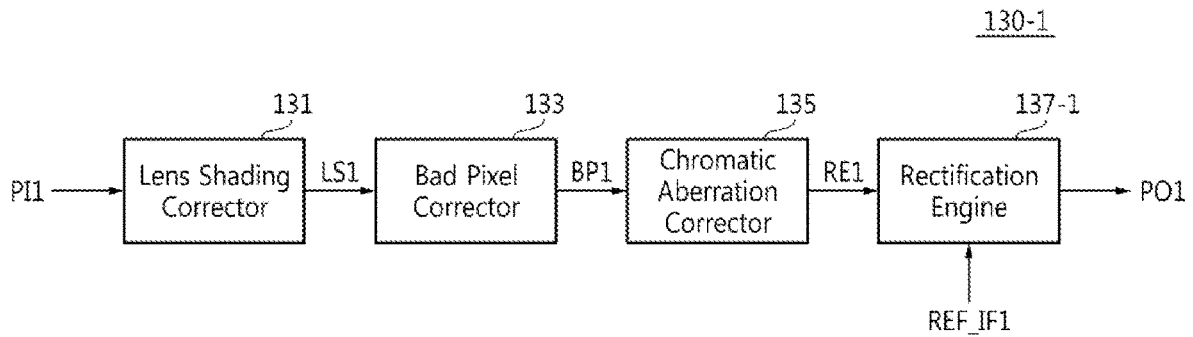 130-1
131
133
135
137-1
PI1
Lens Shading
Corrector
LS1
Bad Pixel
Corrector
BP1
Chromatic
Aberration
Corrector
RE1
Rectification
Engine
PO1
REF_IF1